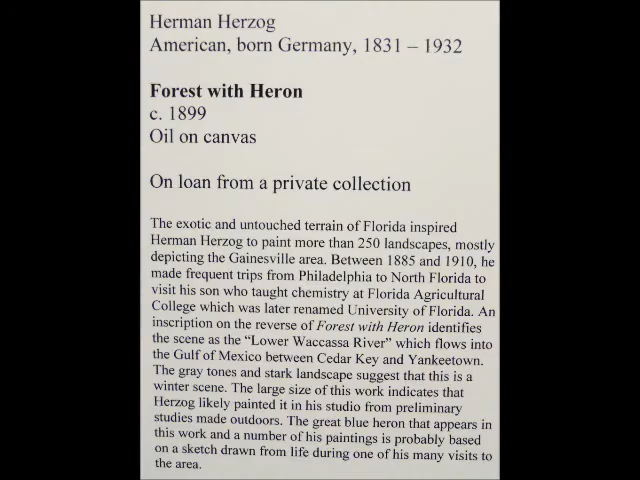 Herman Herzog
American, born Germany, 1831 – 1932
Forest with Heron
c. 1899
Oil on canvas
On loan from a private collection
The exotic and untouched terrain of Florida inspired
Herman Herzog to paint more than 250 landscapes, mostly
depicting the Gainesville area. Between 1885 and 1910, he
made frequent trips from Philadelphia to North Florida to
visit his son who taught chemistry at Florida Agricultural
College which was later renamed University of Florida. An
inscription on the reverse of Forest with Heron identifies
the scene as the “Lower Waccassa River” which flows into
the Gulf of Mexico between Cedar Key and Yankeetown.
The gray tones and stark landscape suggest that this is a
winter scene. The large size of this work indicates that
Herzog likely painted it in his studio from preliminary
studies made outdoors. The great blue heron that appears in
this work and a number of his paintings is probably based
on a sketch drawn from life during one of his many visits to
the area.